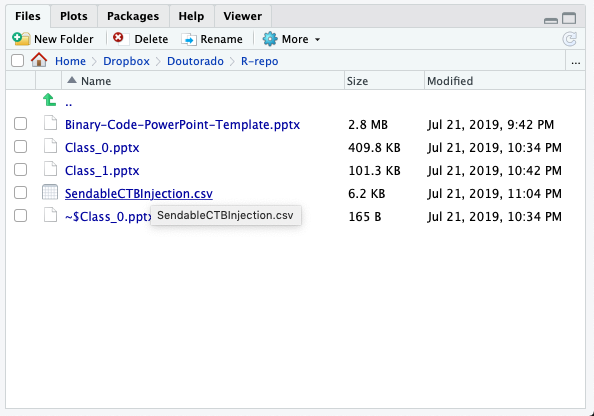 Files Plots Packages Help Viewer
New Folder Delete Rename More
Home Dropbox Doutorado R-repo ...
Name Size Modified
..
Binary-Code-PowerPoint-Template.pptx 2.8 MB Jul 21, 2019, 9:42 PM
Class_0.pptx 409.8 KB Jul 21, 2019, 10:34 PM
Class_1.pptx 101.3 KB Jul 21, 2019, 10:42 PM
SendableCTBInjection.csv 6.2 KB Jul 21, 2019, 11:04 PM
~$Class_0.pptx 165 B Jul 21, 2019, 10:34 PM
SendableCTBInjection.csv